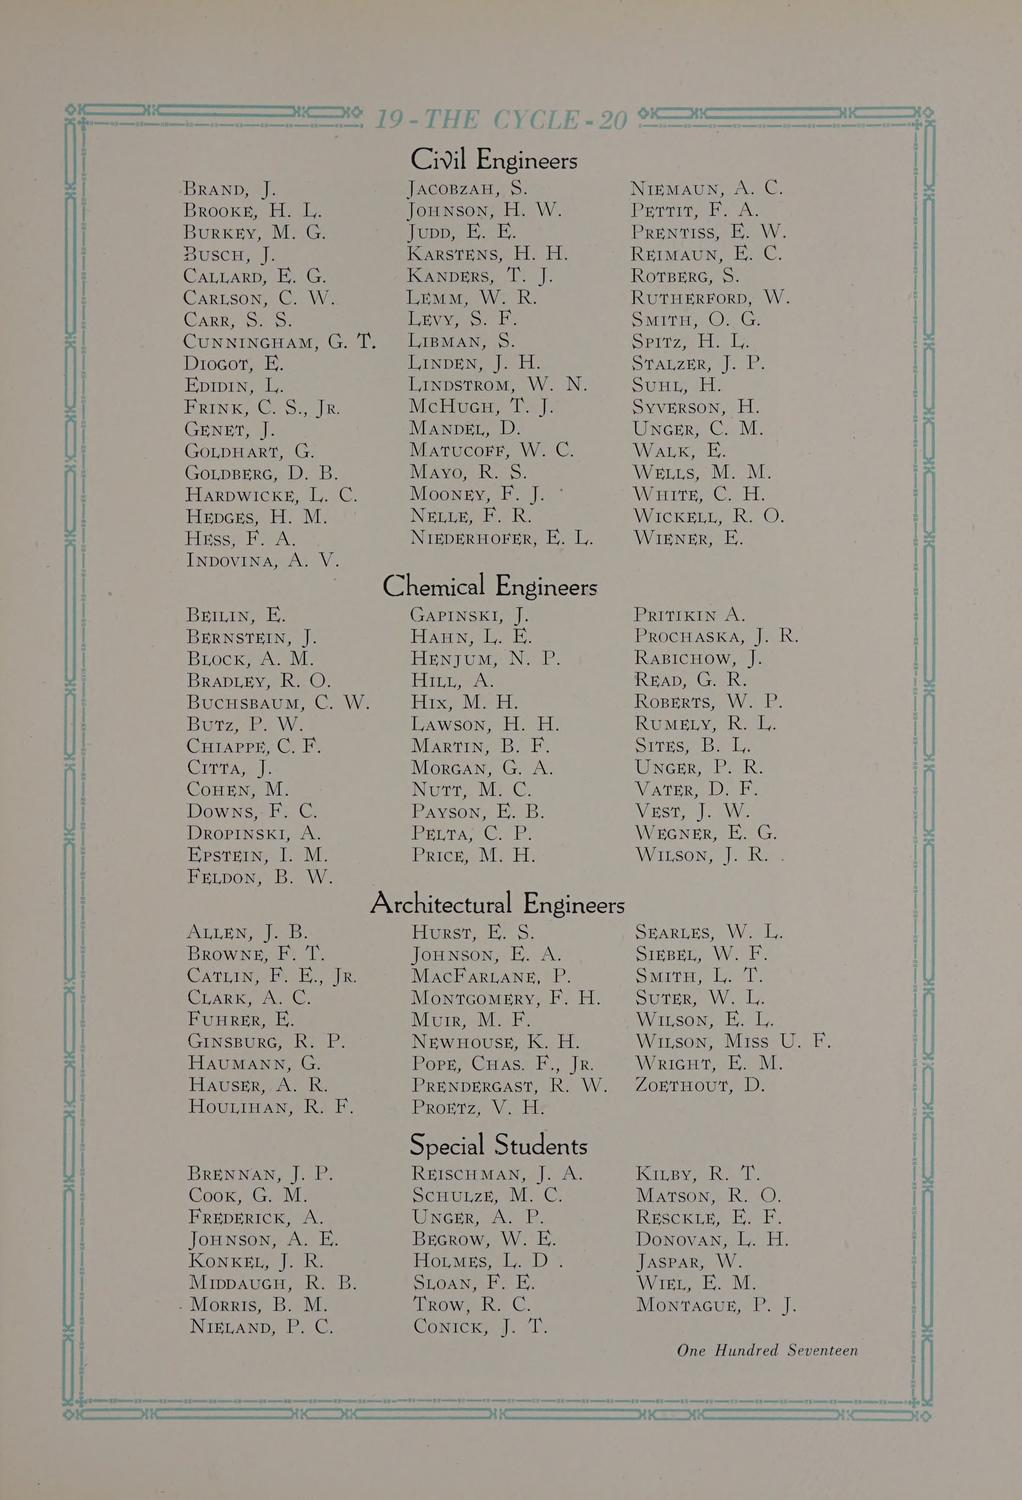 19-THE CYCLE-20
Civil Engineers
Brand, J.
Brooke, H. L.
Burkey, M. G.
Busch, J.
Callard, E. G.
Carlson, C. W.
Carr, S. S.
Cunningham, G. T.
Diogot, E.
Edidin, L.
Frink, C. S., Jr.
Genet, J.
Goldhart, G.
Goldberg, D. B.
Hardwicke, L. C.
Hedges, H. M.
Hess, F. A.
Indovina, A. V.
Jacobzah, S.
Johnson, H. W.
Judd, E. E.
Karstens, H. H.
Kanders, T. J.
Lemm, W. R.
Levy, S. F.
Libman, S.
Linden, J. H.
Lindstrom, W. N.
McHugh, T. J.
Mandel, D.
Matucoff, W. C.
Mayo, R. S.
Mooney, F. J.
Nelle, F. R.
Niederhofer, E. L.
Niemaun, A. C.
Pettit, F. A.
Prentiss, E. W.
Reimaun, E. C.
Rotberg, S.
Rutherford, W.
Smith, O. G.
Spitz, H. L.
Stalzer, J. P.
Suhl, H.
Syverson, H.
Unger, C. M.
Walk, E.
Wells, M. M.
White, C. H.
Wickell, R. O.
Wiener, E.
Chemical Engineers
Beilin, E.
Bernstein, J.
Block, A. M.
Bradley, R. O.
Buchsbaum, C. W.
Butz, P. W.
Chiappe, C. F.
Citta, J.
Cohen, M.
Downs, F. C.
Dropinski, A.
Epstein, I. M.
Feldon, B. W.
Gapinski, J.
Hahn, L. E.
Henjum, N. P.
Hill, A.
Hix, M. H.
Lawson, H. H.
Martin, B. F.
Morgan, G. A.
Nutt, M. C.
Payson, E. B.
Pelta, C. P.
Price, M. H.
Pritikin A.
Prochaska, J. R.
Rabichow, J.
Read, G. R.
Roberts, W. P.
Rumely, R. L.
Sites, B. L.
Unger, P. R.
Vater, D. F.
Vest, J. W.
Wegner, E. G.
Wilson, J. R.
Architectural Engineers
Allen, J. B.
Browne, F. T.
Catlin, F. E., Jr.
Clark, A. C.
Fuhrer, E.
Ginsburg, R. P.
Haumann, G.
Hauser, A. R.
Houlihan, R. F.
Hurst, E. S.
Johnson, E. A.
MacFarlane, P.
Montgomery, F. H.
Muir, M. F.
Newhouse, K. H.
Pope, Chas. F., Jr.
Prendergast, R. W.
Proetz, V. H.
Searles, W. L.
Siebel, W. F.
Smith, L. T.
Suter, W. L.
Wilson, E. L.
Wilson, Miss U. F.
Wright, E. M.
Zoethout, D.
Special Students
Brennan, J. P.
Cook, G. M.
Frederick, A.
Johnson, A. E.
Konkel, J. R.
Middaugh, R. B.
Morris, B. M.
Nieland, P. C.
Reischman, J. A.
Schulze, M. C.
Unger, A. P.
Begrow, W. E.
Holmes, L. D.
Sloan, F. E.
Trow, R. C.
Conick, J. T.
Kilby, R. T.
Matson, R. O.
Resckle, E. F.
Donovan, L. H.
Jaspar, W.
Wiel, E. M.
Montague, P. J.
One Hundred Seventeen